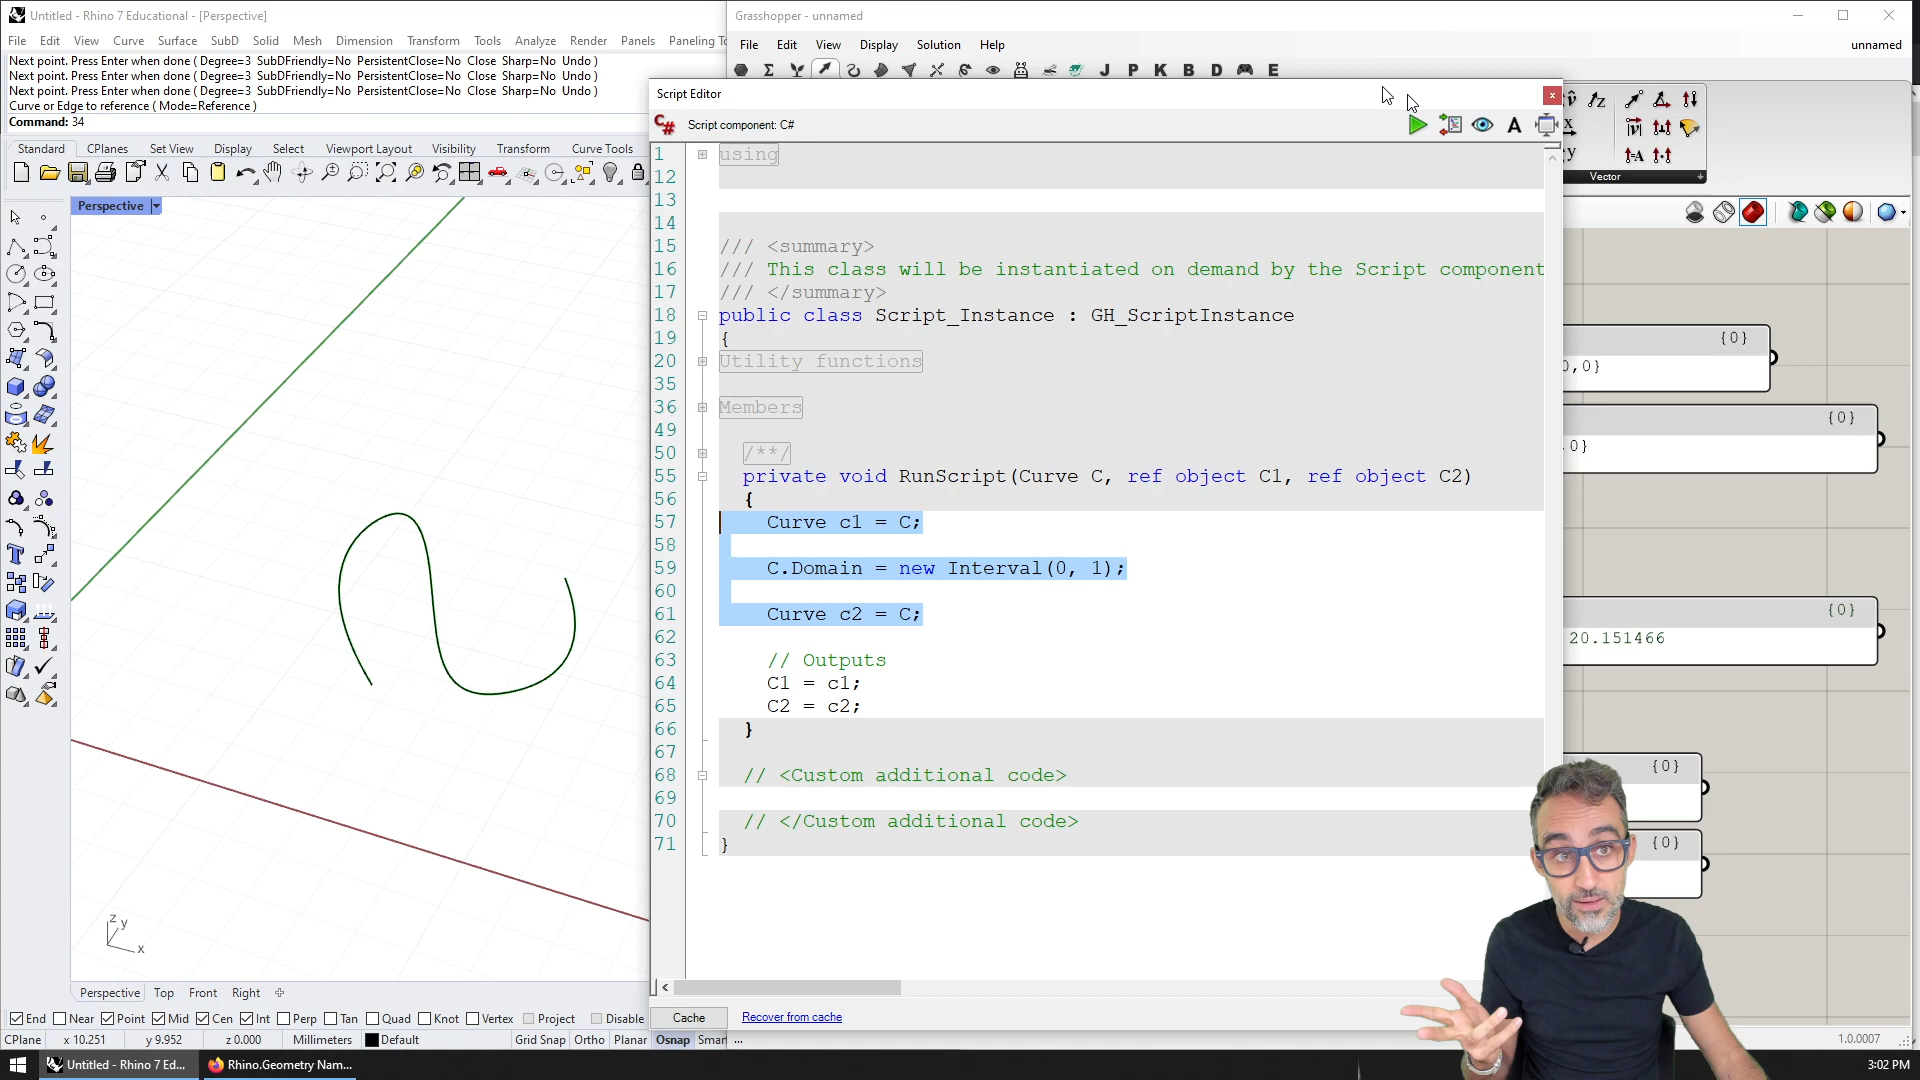 Untitled - Rhino 7 Educational - [Perspective]
File Edit View Curve Surface SubD Solid Mesh Dimension Transform Tools Analyze Render Panels Paneling
Next point. Press Enter when done ( Degree=3 SubDFriendly=No PersistentClose=No Close Sharp=No Undo )
Next point. Press Enter when done ( Degree=3 SubDFriendly=No PersistentClose=No Close Sharp=No Undo )
Next point. Press Enter when done ( Degree=3 SubDFriendly=No PersistentClose=No Close Sharp=No Undo )
Curve or Edge to reference ( Mode=Reference )
Command: 34
Standard CPlanes Set View Display Select Viewport Layout Visibility Transform Curve Tools
Perspective
z y
x
Perspective Top Front Right
End Near Point Mid Cen Int Perp Tan Quad Knot Vertex Project Disable
CPlane x 10.251 y 9.952 z 0.000 Millimeters Default Grid Snap Ortho Planar Osnap Smart ...
Grasshopper - unnamed
File Edit View Display Solution Help
unnamed
J P K B D E
Vector
Script Editor
x
C# Script component: C#
A
1 using
12
13
14
15 /// <summary>
16 /// This class will be instantiated on demand by the Script component
17 /// </summary>
18 public class Script_Instance : GH_ScriptInstance
19 {
20 Utility functions
35
36 Members
49
50 /**/
55 private void RunScript(Curve C, ref object C1, ref object C2)
56 {
57 Curve c1 = C;
58
59 C.Domain = new Interval(0, 1);
60
61 Curve c2 = C;
62
63 // Outputs
64 C1 = c1;
65 C2 = c2;
66 }
67
68 // <Custom additional code>
69
70 // </Custom additional code>
71 }
Cache Recover from cache
{0}
,0}
{0}
0}
{0}
20.151466
{0}
{0}
1.0.0007
Untitled - Rhino 7 Ed... Rhino.Geometry Nam...
3:02 PM